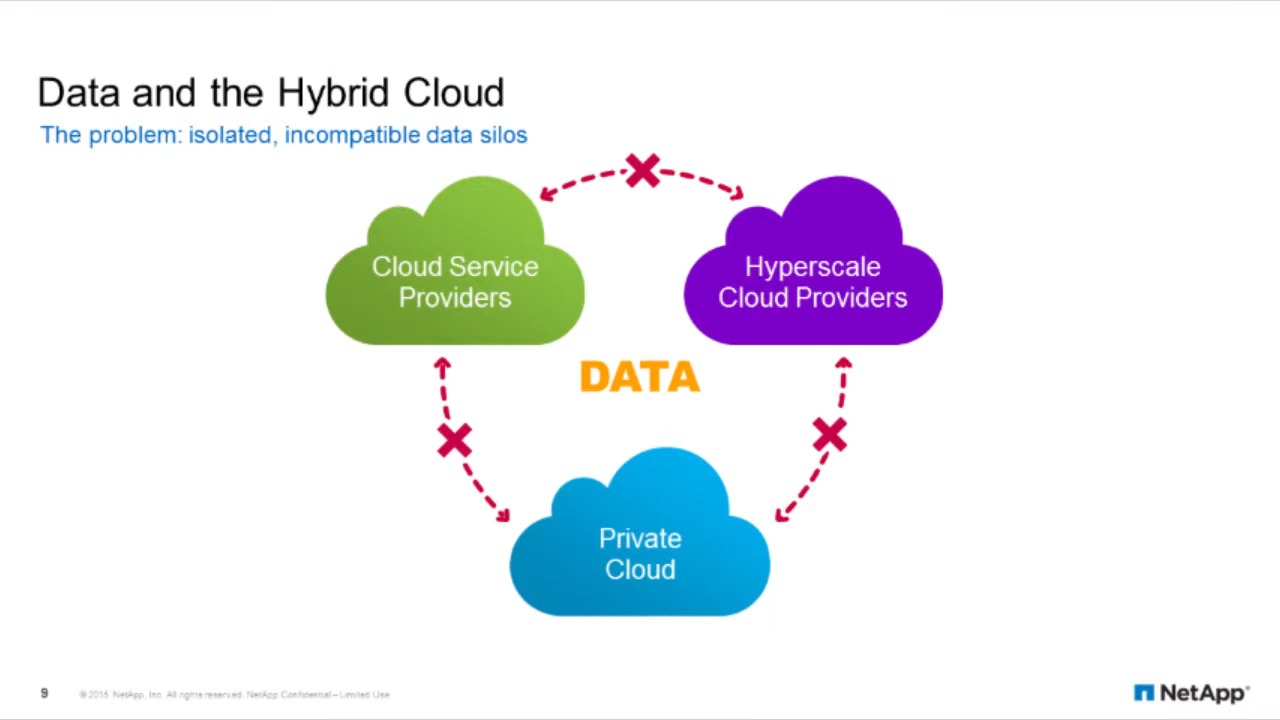 Data and the Hybrid Cloud
The problem: isolated, incompatible data silos
Cloud Service
Providers
Hyperscale
Cloud Providers
DATA
Private
Cloud
9
© 2015 NetApp, Inc. All rights reserved. NetApp Confidential – Limited Use
NetApp®